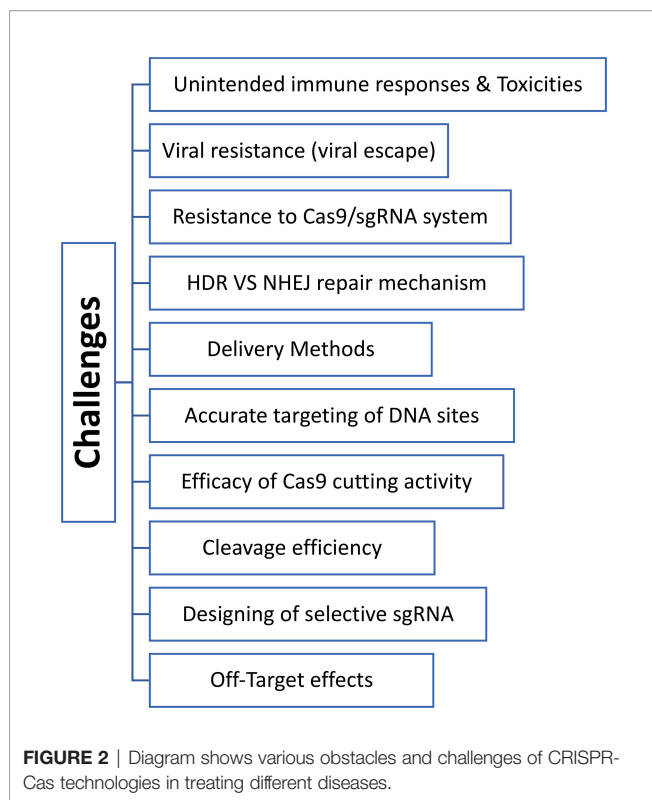 Unintended immune responses & Toxicities
Viral resistance (viral escape)
Resistance to Cas9/sgRNA system
HDR VS NHEJ repair mechanism
Delivery Methods
Challenges
Accurate targeting of DNA sites
Efficacy of Cas9 cutting activity
Cleavage efficiency
Designing of selective sgRNA
Off-Target effects
FIGURE 2 | Diagram shows various obstacles and challenges of CRISPR-
Cas technologies in treating different diseases.